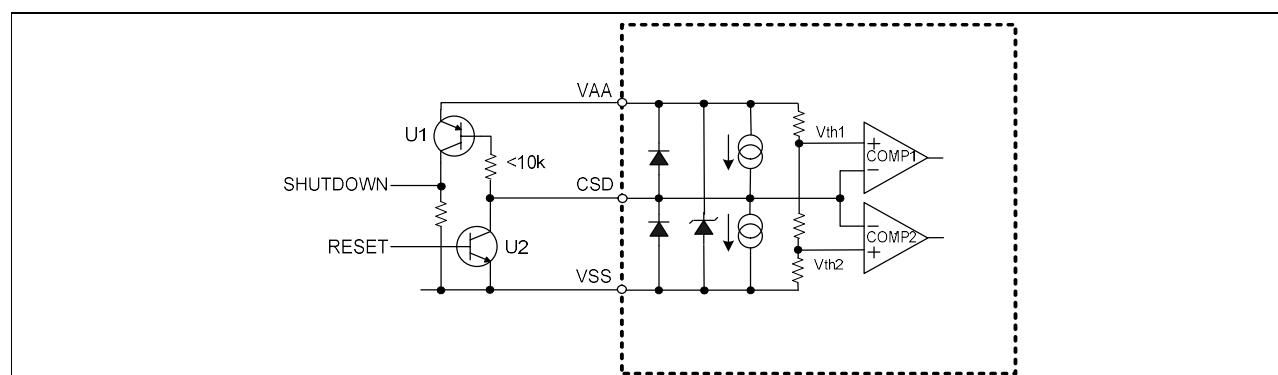 VAA
U1
Vth1
+
COMP1
−
<10k
SHUTDOWN
CSD
−
COMP2
+
RESET
U2
Vth2
VSS